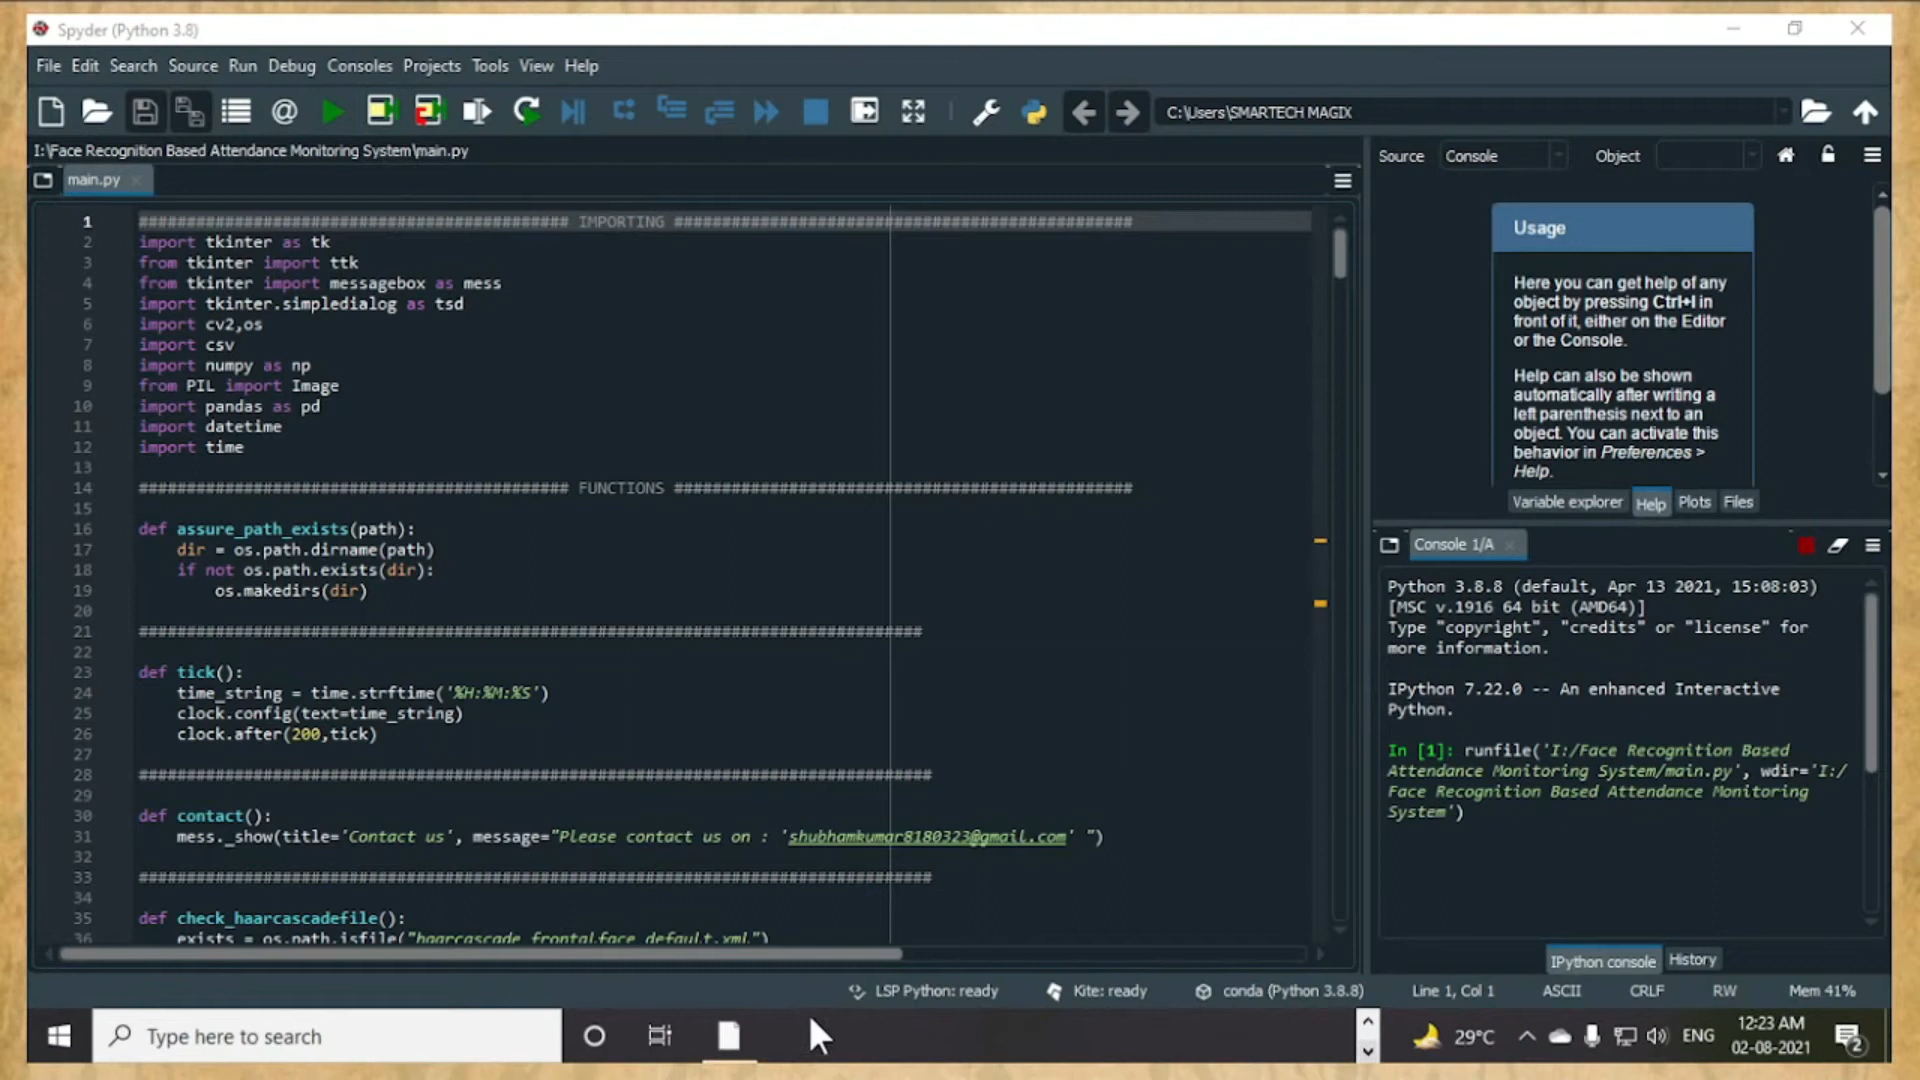 Spyder (Python 3.8)
File Edit Search Source Run Debug Consoles Projects Tools View Help
C:\Users\SMARTECH MAGIX
I:\Face Recognition Based Attendance Monitoring System\main.py
main.py
1 ############################################# IMPORTING ################################################
2 import tkinter as tk
3 from tkinter import ttk
4 from tkinter import messagebox as mess
5 import tkinter.simpledialog as tsd
6 import cv2,os
7 import csv
8 import numpy as np
9 from PIL import Image
10 import pandas as pd
11 import datetime
12 import time
13
14 ############################################# FUNCTIONS ################################################
15
16 def assure_path_exists(path):
17 dir = os.path.dirname(path)
18 if not os.path.exists(dir):
19 os.makedirs(dir)
20
21 ##################################################################################
22
23 def tick():
24 time_string = time.strftime('%H:%M:%S')
25 clock.config(text=time_string)
26 clock.after(200,tick)
27
28 ###################################################################################
29
30 def contact():
31 mess._show(title='Contact us', message="Please contact us on : 'shubhamkumar8180323@gmail.com' ")
32
33 ###################################################################################
34
35 def check_haarcascadefile():
36 exists = os.path.isfile("haarcascade_frontalface_default.xml")
Source Console Object
Usage
Here you can get help of any
object by pressing Ctrl+I in
front of it, either on the Editor
or the Console.
Help can also be shown
automatically after writing a
left parenthesis next to an
object. You can activate this
behavior in Preferences >
Help.
Variable explorer Help Plots Files
Console 1/A
Python 3.8.8 (default, Apr 13 2021, 15:08:03)
[MSC v.1916 64 bit (AMD64)]
Type "copyright", "credits" or "license" for
more information.
IPython 7.22.0 -- An enhanced Interactive
Python.
In [1]: runfile('I:/Face Recognition Based
Attendance Monitoring System/main.py', wdir='I:/
Face Recognition Based Attendance Monitoring
System')
IPython console History
LSP Python: ready Kite: ready conda (Python 3.8.8) Line 1, Col 1 ASCII CRLF RW Mem 41%
Type here to search
29°C ENG 12:23 AM
02-08-2021
2